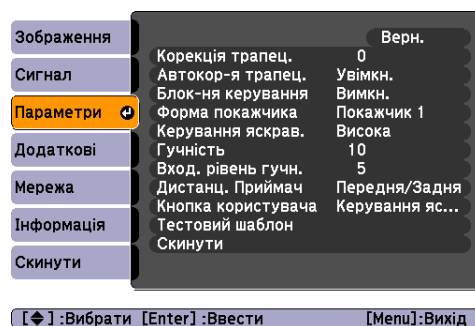 Зображення
Сигнал
Параметри
Додаткові
Мережа
Інформація
Скинути
Верн.
Корекція трапец. 0
Автокор-я трапец. Увімкн.
Блок-ня керування Вимкн.
Форма покажчика Покажчик 1
Керування яскрав. Висока
Гучність 10
Вход. рівень гучн. 5
Дистанц. Приймач Передня/Задня
Кнопка користувача Керування яс...
Тестовий шаблон
Скинути
[◆] :Вибрати [Enter] :Ввести [Menu]:Вихід